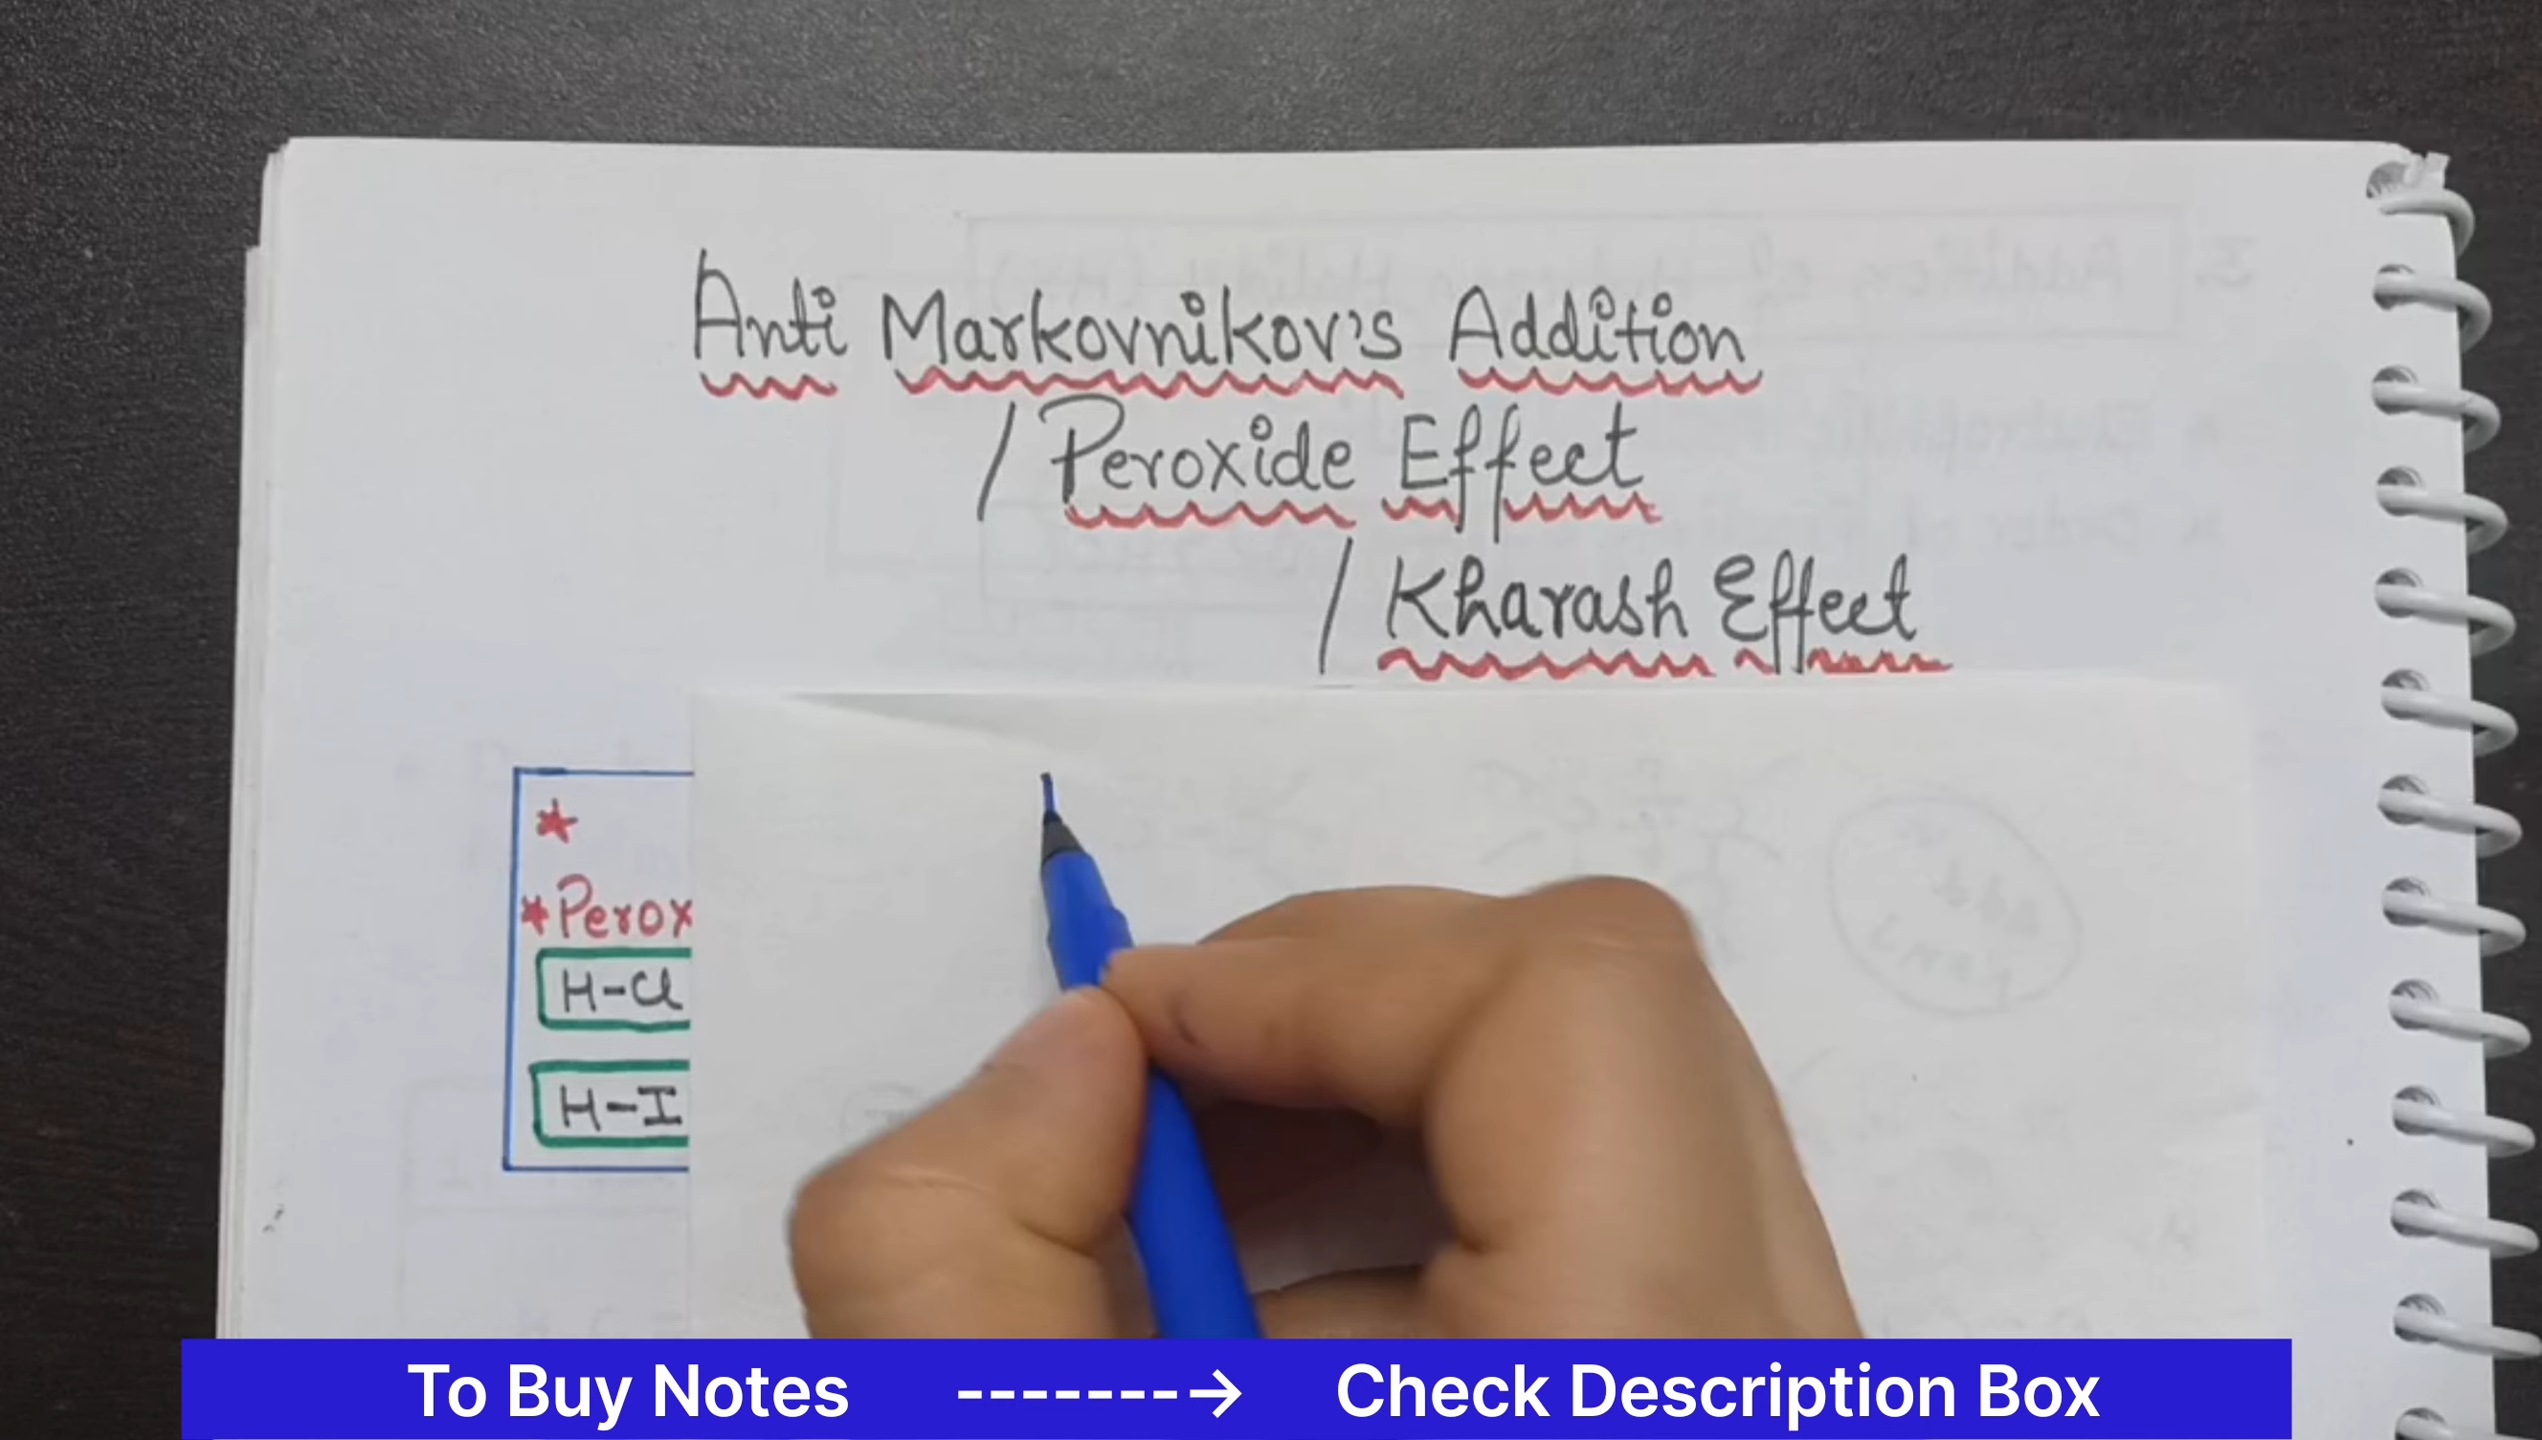 Anti Markovnikov's Addition
/ Peroxide Effect
/ Kharash Effect
*
* Perox
H-Cl
H-I
To Buy Notes -------→ Check Description Box